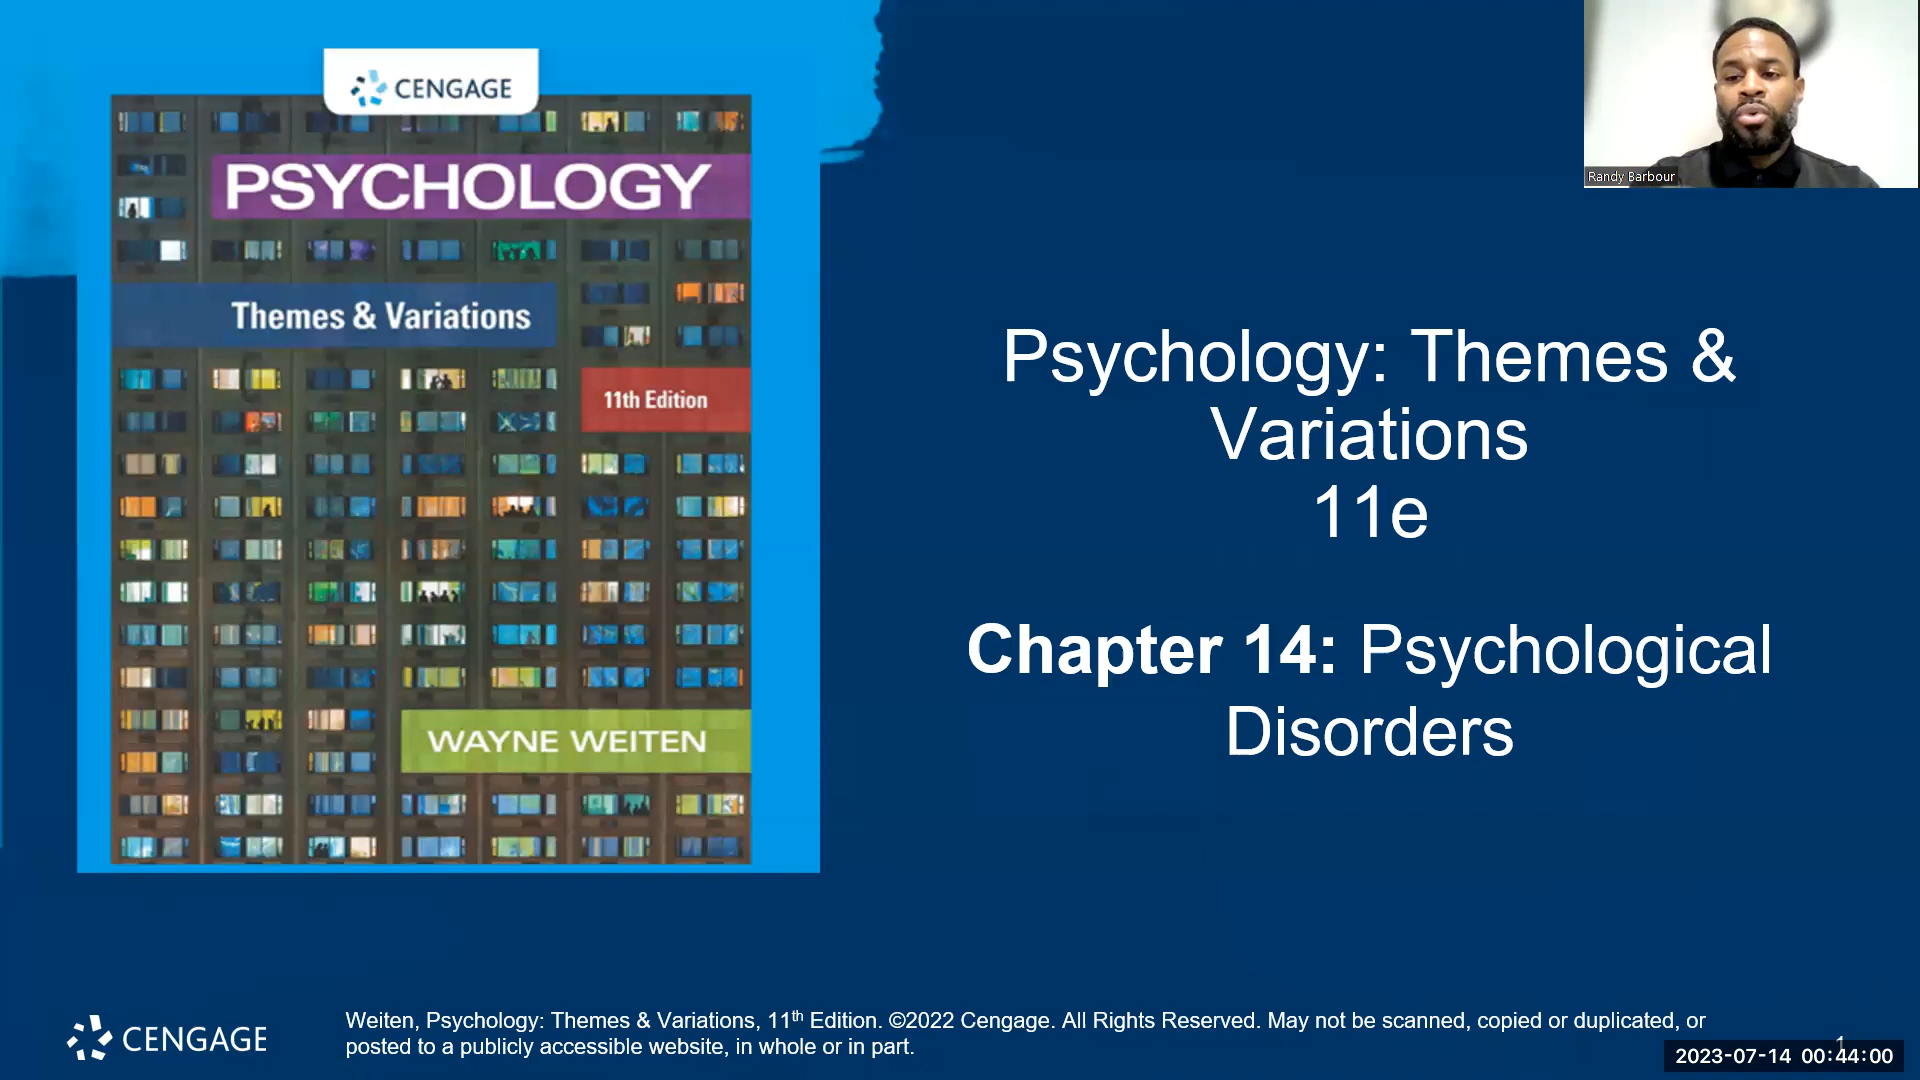 CENGAGE
PSYCHOLOGY
Themes & Variations
11th Edition
WAYNE WEITEN
Randy Barbour
Psychology: Themes &
Variations
11e
Chapter 14: Psychological
Disorders
CENGAGE
Weiten, Psychology: Themes & Variations, 11th Edition. ©2022 Cengage. All Rights Reserved. May not be scanned, copied or duplicated, or
posted to a publicly accessible website, in whole or in part.
1
2023-07-14 00:44:00